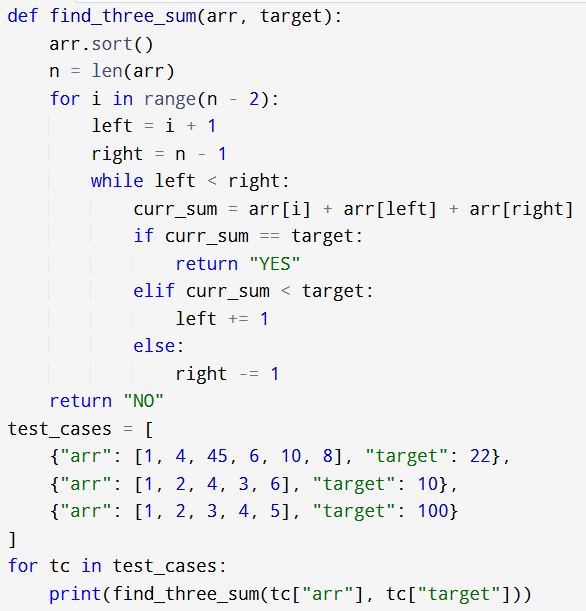 def find_three_sum(arr, target):
    arr.sort()
    n = len(arr)
    for i in range(n - 2):
        left = i + 1
        right = n - 1
        while left < right:
            curr_sum = arr[i] + arr[left] + arr[right]
            if curr_sum == target:
                return "YES"
            elif curr_sum < target:
                left += 1
            else:
                right -= 1
    return "NO"
test_cases = [
    {"arr": [1, 4, 45, 6, 10, 8], "target": 22},
    {"arr": [1, 2, 4, 3, 6], "target": 10},
    {"arr": [1, 2, 3, 4, 5], "target": 100}
]
for tc in test_cases:
    print(find_three_sum(tc["arr"], tc["target"]))